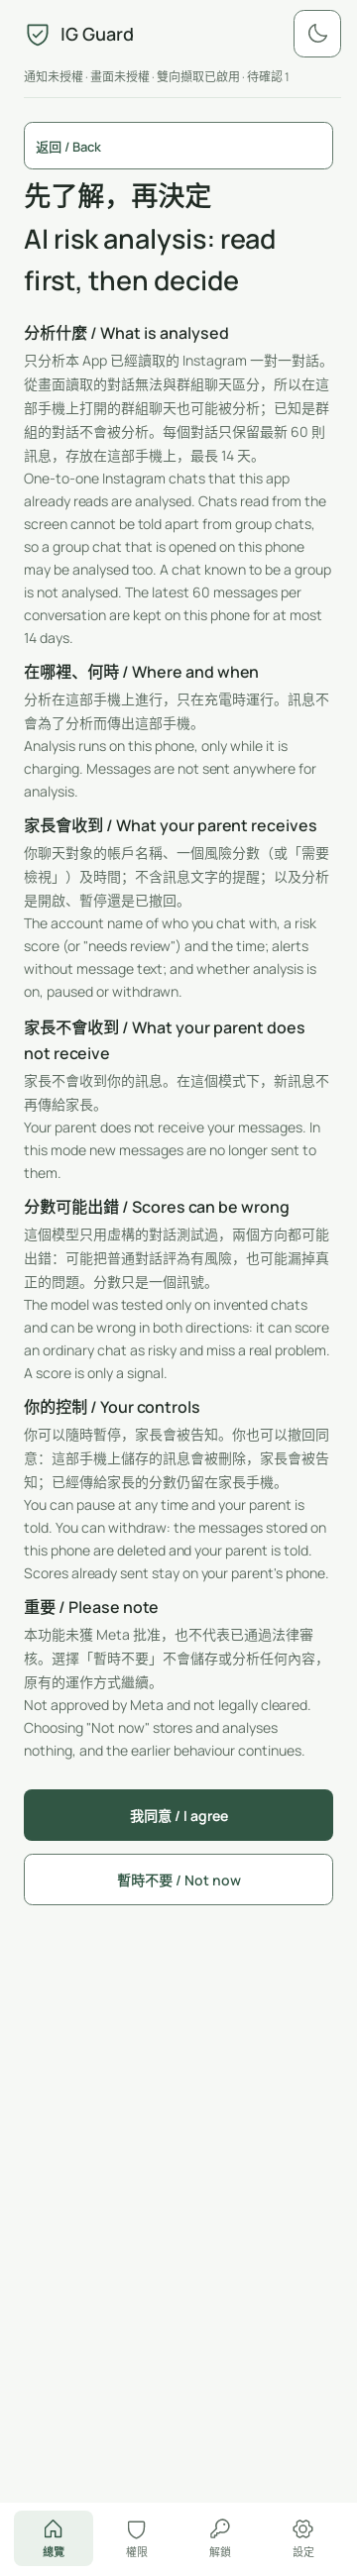 IG Guard
通知未授權 · 畫面未授權 · 雙向擷取已啟用 · 待確認 1
返回 / Back
先了解，再決定
AI risk analysis: read
first, then decide
分析什麼 / What is analysed
只分析本 App 已經讀取的 Instagram 一對一對話。
從畫面讀取的對話無法與群組聊天區分，所以在這
部手機上打開的群組聊天也可能被分析；已知是群
組的對話不會被分析。每個對話只保留最新 60 則
訊息，存放在這部手機上，最長 14 天。
One-to-one Instagram chats that this app
already reads are analysed. Chats read from the
screen cannot be told apart from group chats,
so a group chat that is opened on this phone
may be analysed too. A chat known to be a group
is not analysed. The latest 60 messages per
conversation are kept on this phone for at most
14 days.
在哪裡、何時 / Where and when
分析在這部手機上進行，只在充電時運行。訊息不
會為了分析而傳出這部手機。
Analysis runs on this phone, only while it is
charging. Messages are not sent anywhere for
analysis.
家長會收到 / What your parent receives
你聊天對象的帳戶名稱、一個風險分數（或「需要
檢視」）及時間；不含訊息文字的提醒；以及分析
是開啟、暫停還是已撤回。
The account name of who you chat with, a risk
score (or "needs review") and the time; alerts
without message text; and whether analysis is
on, paused or withdrawn.
家長不會收到 / What your parent does
not receive
家長不會收到你的訊息。在這個模式下，新訊息不
再傳給家長。
Your parent does not receive your messages. In
this mode new messages are no longer sent to
them.
分數可能出錯 / Scores can be wrong
這個模型只用虛構的對話測試過，兩個方向都可能
出錯：可能把普通對話評為有風險，也可能漏掉真
正的問題。分數只是一個訊號。
The model was tested only on invented chats
and can be wrong in both directions: it can score
an ordinary chat as risky and miss a real problem.
A score is only a signal.
你的控制 / Your controls
你可以隨時暫停，家長會被告知。你也可以撤回同
意：這部手機上儲存的訊息會被刪除，家長會被告
知；已經傳給家長的分數仍留在家長手機。
You can pause at any time and your parent is
told. You can withdraw: the messages stored on
this phone are deleted and your parent is told.
Scores already sent stay on your parent's phone.
重要 / Please note
本功能未獲 Meta 批准，也不代表已通過法律審
核。選擇「暫時不要」不會儲存或分析任何內容，
原有的運作方式繼續。
Not approved by Meta and not legally cleared.
Choosing "Not now" stores and analyses
nothing, and the earlier behaviour continues.
我同意 / I agree
暫時不要 / Not now
總覽
權限
解鎖
設定